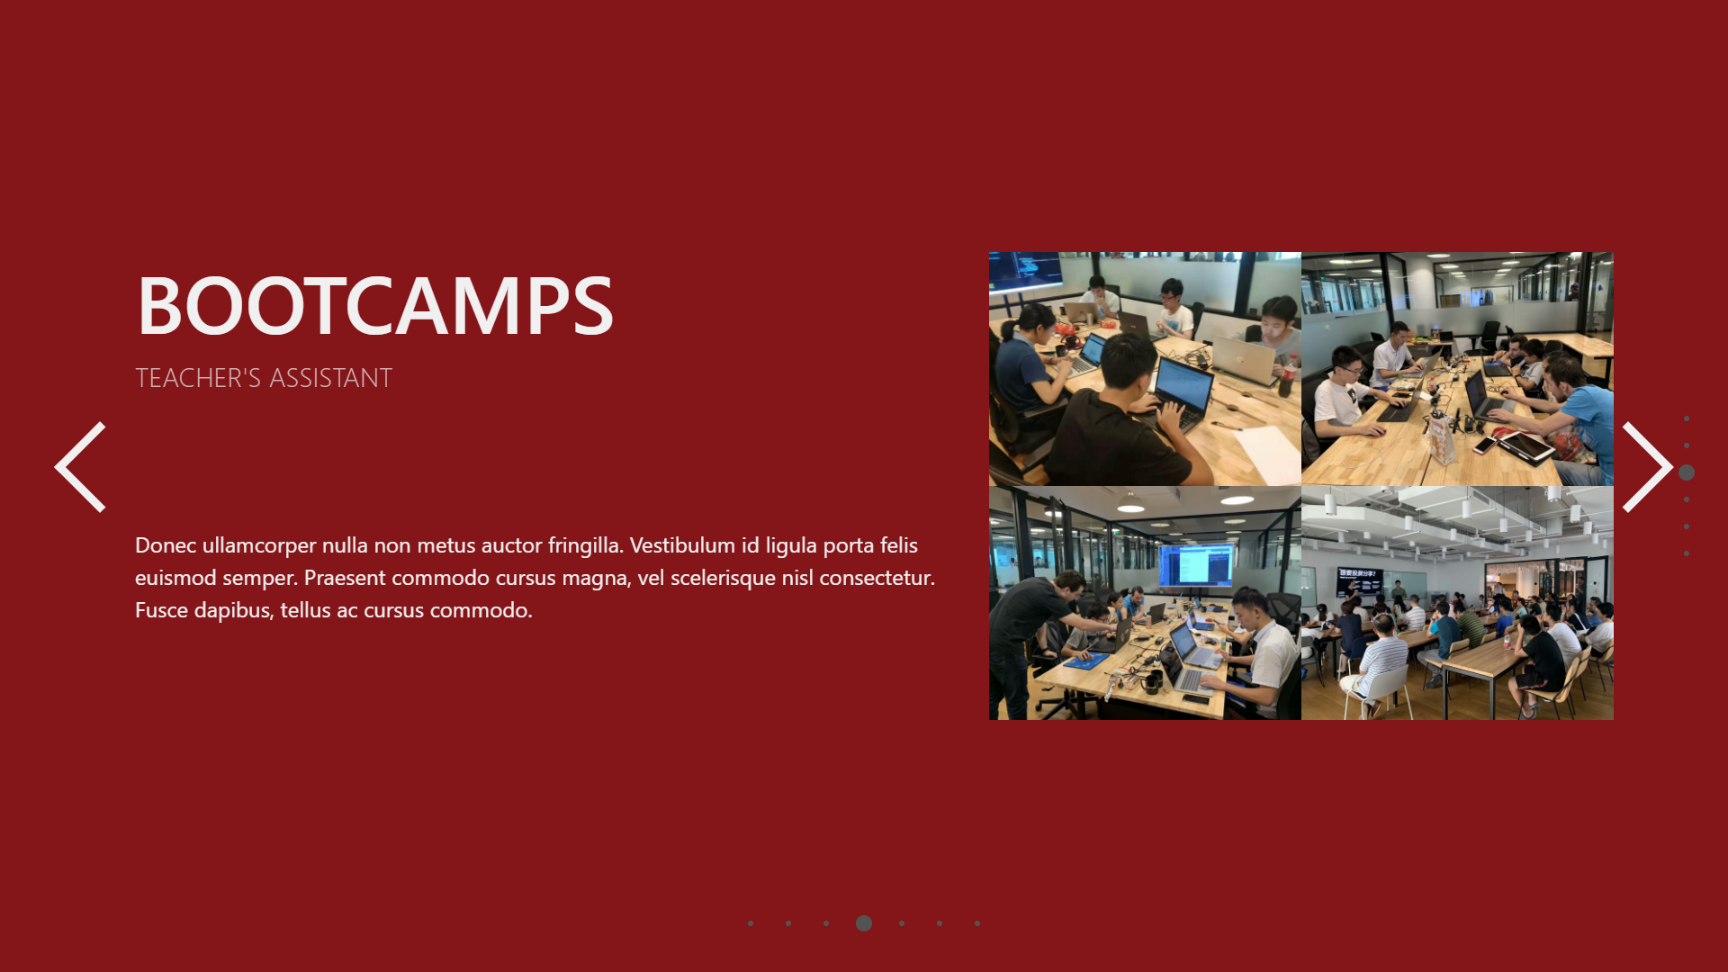 BOOTCAMPS
TEACHER'S ASSISTANT
Donec ullamcorper nulla non metus auctor fringilla. Vestibulum id ligula porta felis
euismod semper. Praesent commodo cursus magna, vel scelerisque nisl consectetur.
Fusce dapibus, tellus ac cursus commodo.